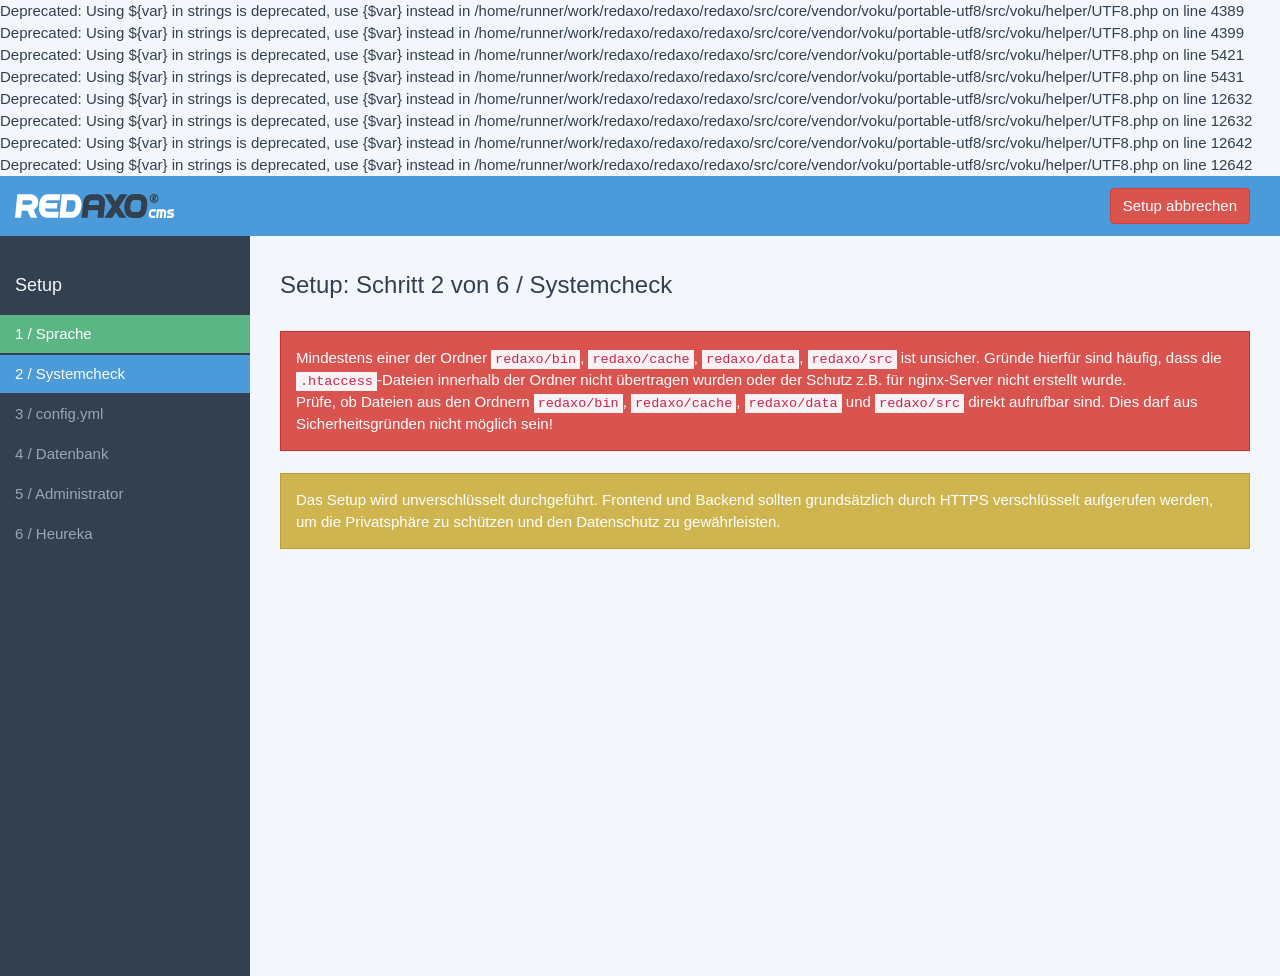 Deprecated: Using ${var} in strings is deprecated, use {$var} instead in /home/runner/work/redaxo/redaxo/redaxo/src/core/vendor/voku/portable-utf8/src/voku/helper/UTF8.php on line 4389
Deprecated: Using ${var} in strings is deprecated, use {$var} instead in /home/runner/work/redaxo/redaxo/redaxo/src/core/vendor/voku/portable-utf8/src/voku/helper/UTF8.php on line 4399
Deprecated: Using ${var} in strings is deprecated, use {$var} instead in /home/runner/work/redaxo/redaxo/redaxo/src/core/vendor/voku/portable-utf8/src/voku/helper/UTF8.php on line 5421
Deprecated: Using ${var} in strings is deprecated, use {$var} instead in /home/runner/work/redaxo/redaxo/redaxo/src/core/vendor/voku/portable-utf8/src/voku/helper/UTF8.php on line 5431
Deprecated: Using ${var} in strings is deprecated, use {$var} instead in /home/runner/work/redaxo/redaxo/redaxo/src/core/vendor/voku/portable-utf8/src/voku/helper/UTF8.php on line 12632
Deprecated: Using ${var} in strings is deprecated, use {$var} instead in /home/runner/work/redaxo/redaxo/redaxo/src/core/vendor/voku/portable-utf8/src/voku/helper/UTF8.php on line 12632
Deprecated: Using ${var} in strings is deprecated, use {$var} instead in /home/runner/work/redaxo/redaxo/redaxo/src/core/vendor/voku/portable-utf8/src/voku/helper/UTF8.php on line 12642
Deprecated: Using ${var} in strings is deprecated, use {$var} instead in /home/runner/work/redaxo/redaxo/redaxo/src/core/vendor/voku/portable-utf8/src/voku/helper/UTF8.php on line 12642
REDAXO® cms
Setup abbrechen
Setup
1 / Sprache
2 / Systemcheck
3 / config.yml
4 / Datenbank
5 / Administrator
6 / Heureka
Setup: Schritt 2 von 6 / Systemcheck
Mindestens einer der Ordner redaxo/bin, redaxo/cache, redaxo/data, redaxo/src ist unsicher. Gründe hierfür sind häufig, dass die
.htaccess-Dateien innerhalb der Ordner nicht übertragen wurden oder der Schutz z.B. für nginx-Server nicht erstellt wurde.
Prüfe, ob Dateien aus den Ordnern redaxo/bin, redaxo/cache, redaxo/data und redaxo/src direkt aufrufbar sind. Dies darf aus
Sicherheitsgründen nicht möglich sein!
Das Setup wird unverschlüsselt durchgeführt. Frontend und Backend sollten grundsätzlich durch HTTPS verschlüsselt aufgerufen werden,
um die Privatsphäre zu schützen und den Datenschutz zu gewährleisten.